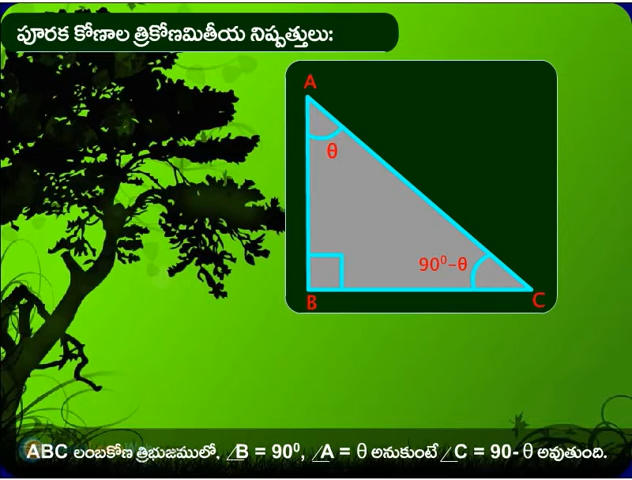 పూరక కోణాల త్రికోణమితీయ నిష్పత్తులు:
A
θ
90⁰-θ
B
C
ABC లంబకోణ త్రిభుజములో, ∠B = 90⁰, ∠A = θ అనుకుంటే ∠C = 90- θ అవుతుంది.